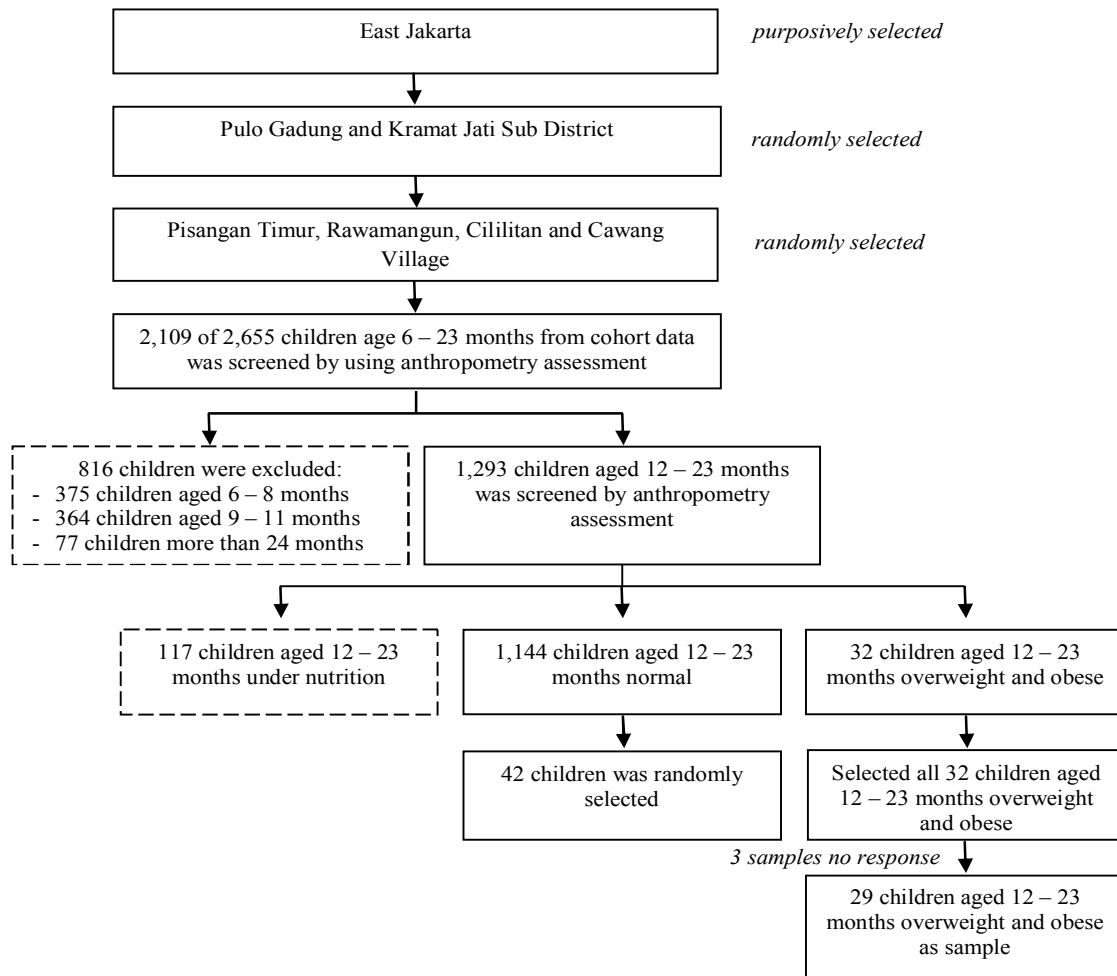 East Jakarta
purposively selected
Pulo Gadung and Kramat Jati Sub District
randomly selected
Pisangan Timur, Rawamangun, Cililitan and Cawang
Village
randomly selected
2,109 of 2,655 children age 6 – 23 months from cohort data
was screened by using anthropometry assessment
816 children were excluded:
- 375 children aged 6 – 8 months
- 364 children aged 9 – 11 months
- 77 children more than 24 months
1,293 children aged 12 – 23 months
was screened by anthropometry
assessment
117 children aged 12 – 23
months under nutrition
1,144 children aged 12 – 23
months normal
32 children aged 12 – 23
months overweight and obese
42 children was randomly
selected
Selected all 32 children aged
12 – 23 months overweight
and obese
3 samples no response
29 children aged 12 – 23
months overweight and obese
as sample